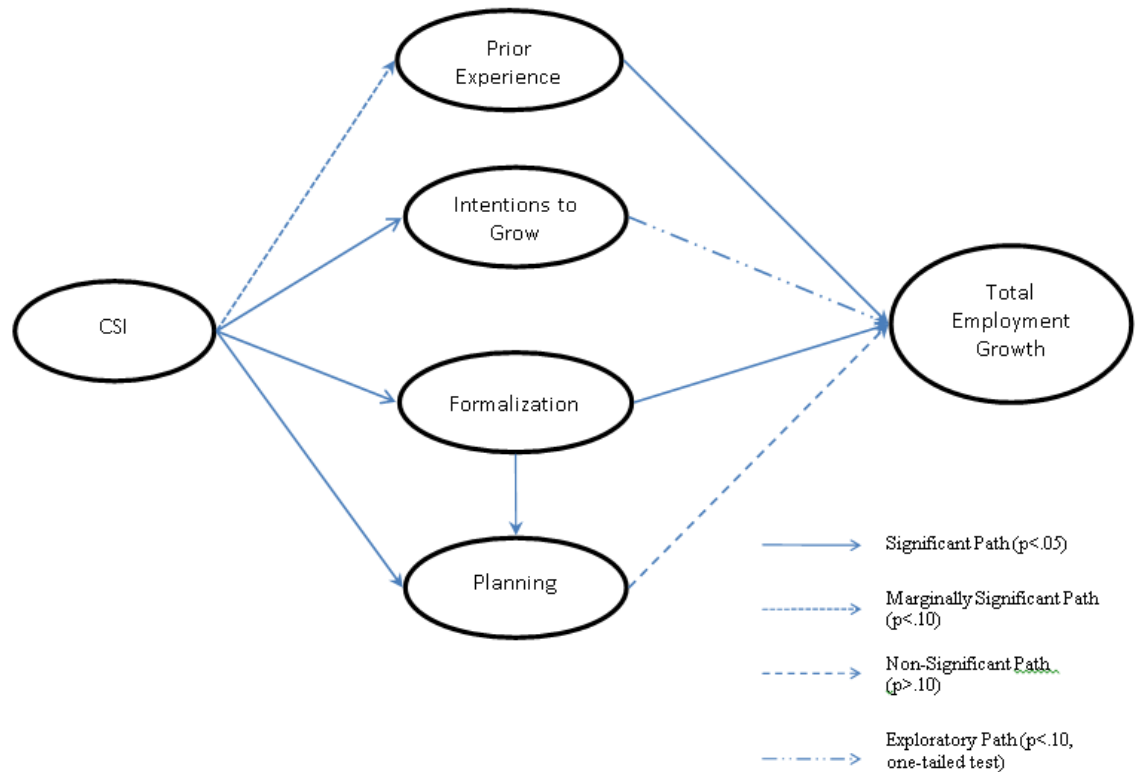 Prior
Experience
Intentions to
Grow
CSI
Total
Employment
Growth
Formalization
Planning
Significant Path (p<.05)
Marginally Significant Path
(p<.10)
Non-Significant Path
(p>.10)
Exploratory Path (p<.10,
one-tailed test)